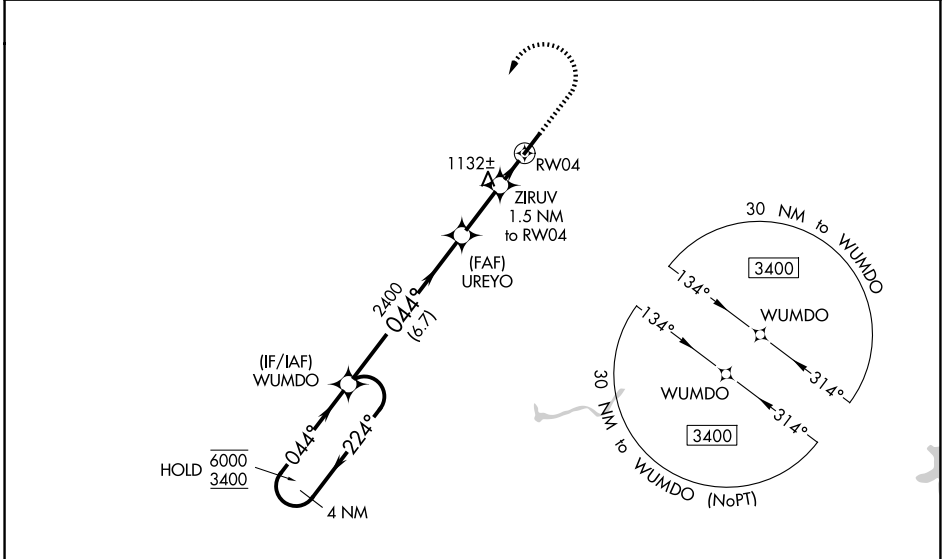 1132±
RW04
ZIRUV
1.5 NM
to RW04
(FAF)
UREYO
2400
044°
(6.7)
(IF/IAF)
WUMDO
044°
224°
HOLD
6000
3400
4 NM
30 NM to WUMDO
3400
134°
WUMDO
314°
134°
WUMDO
314°
3400
30 NM to WUMDO (NoPT)